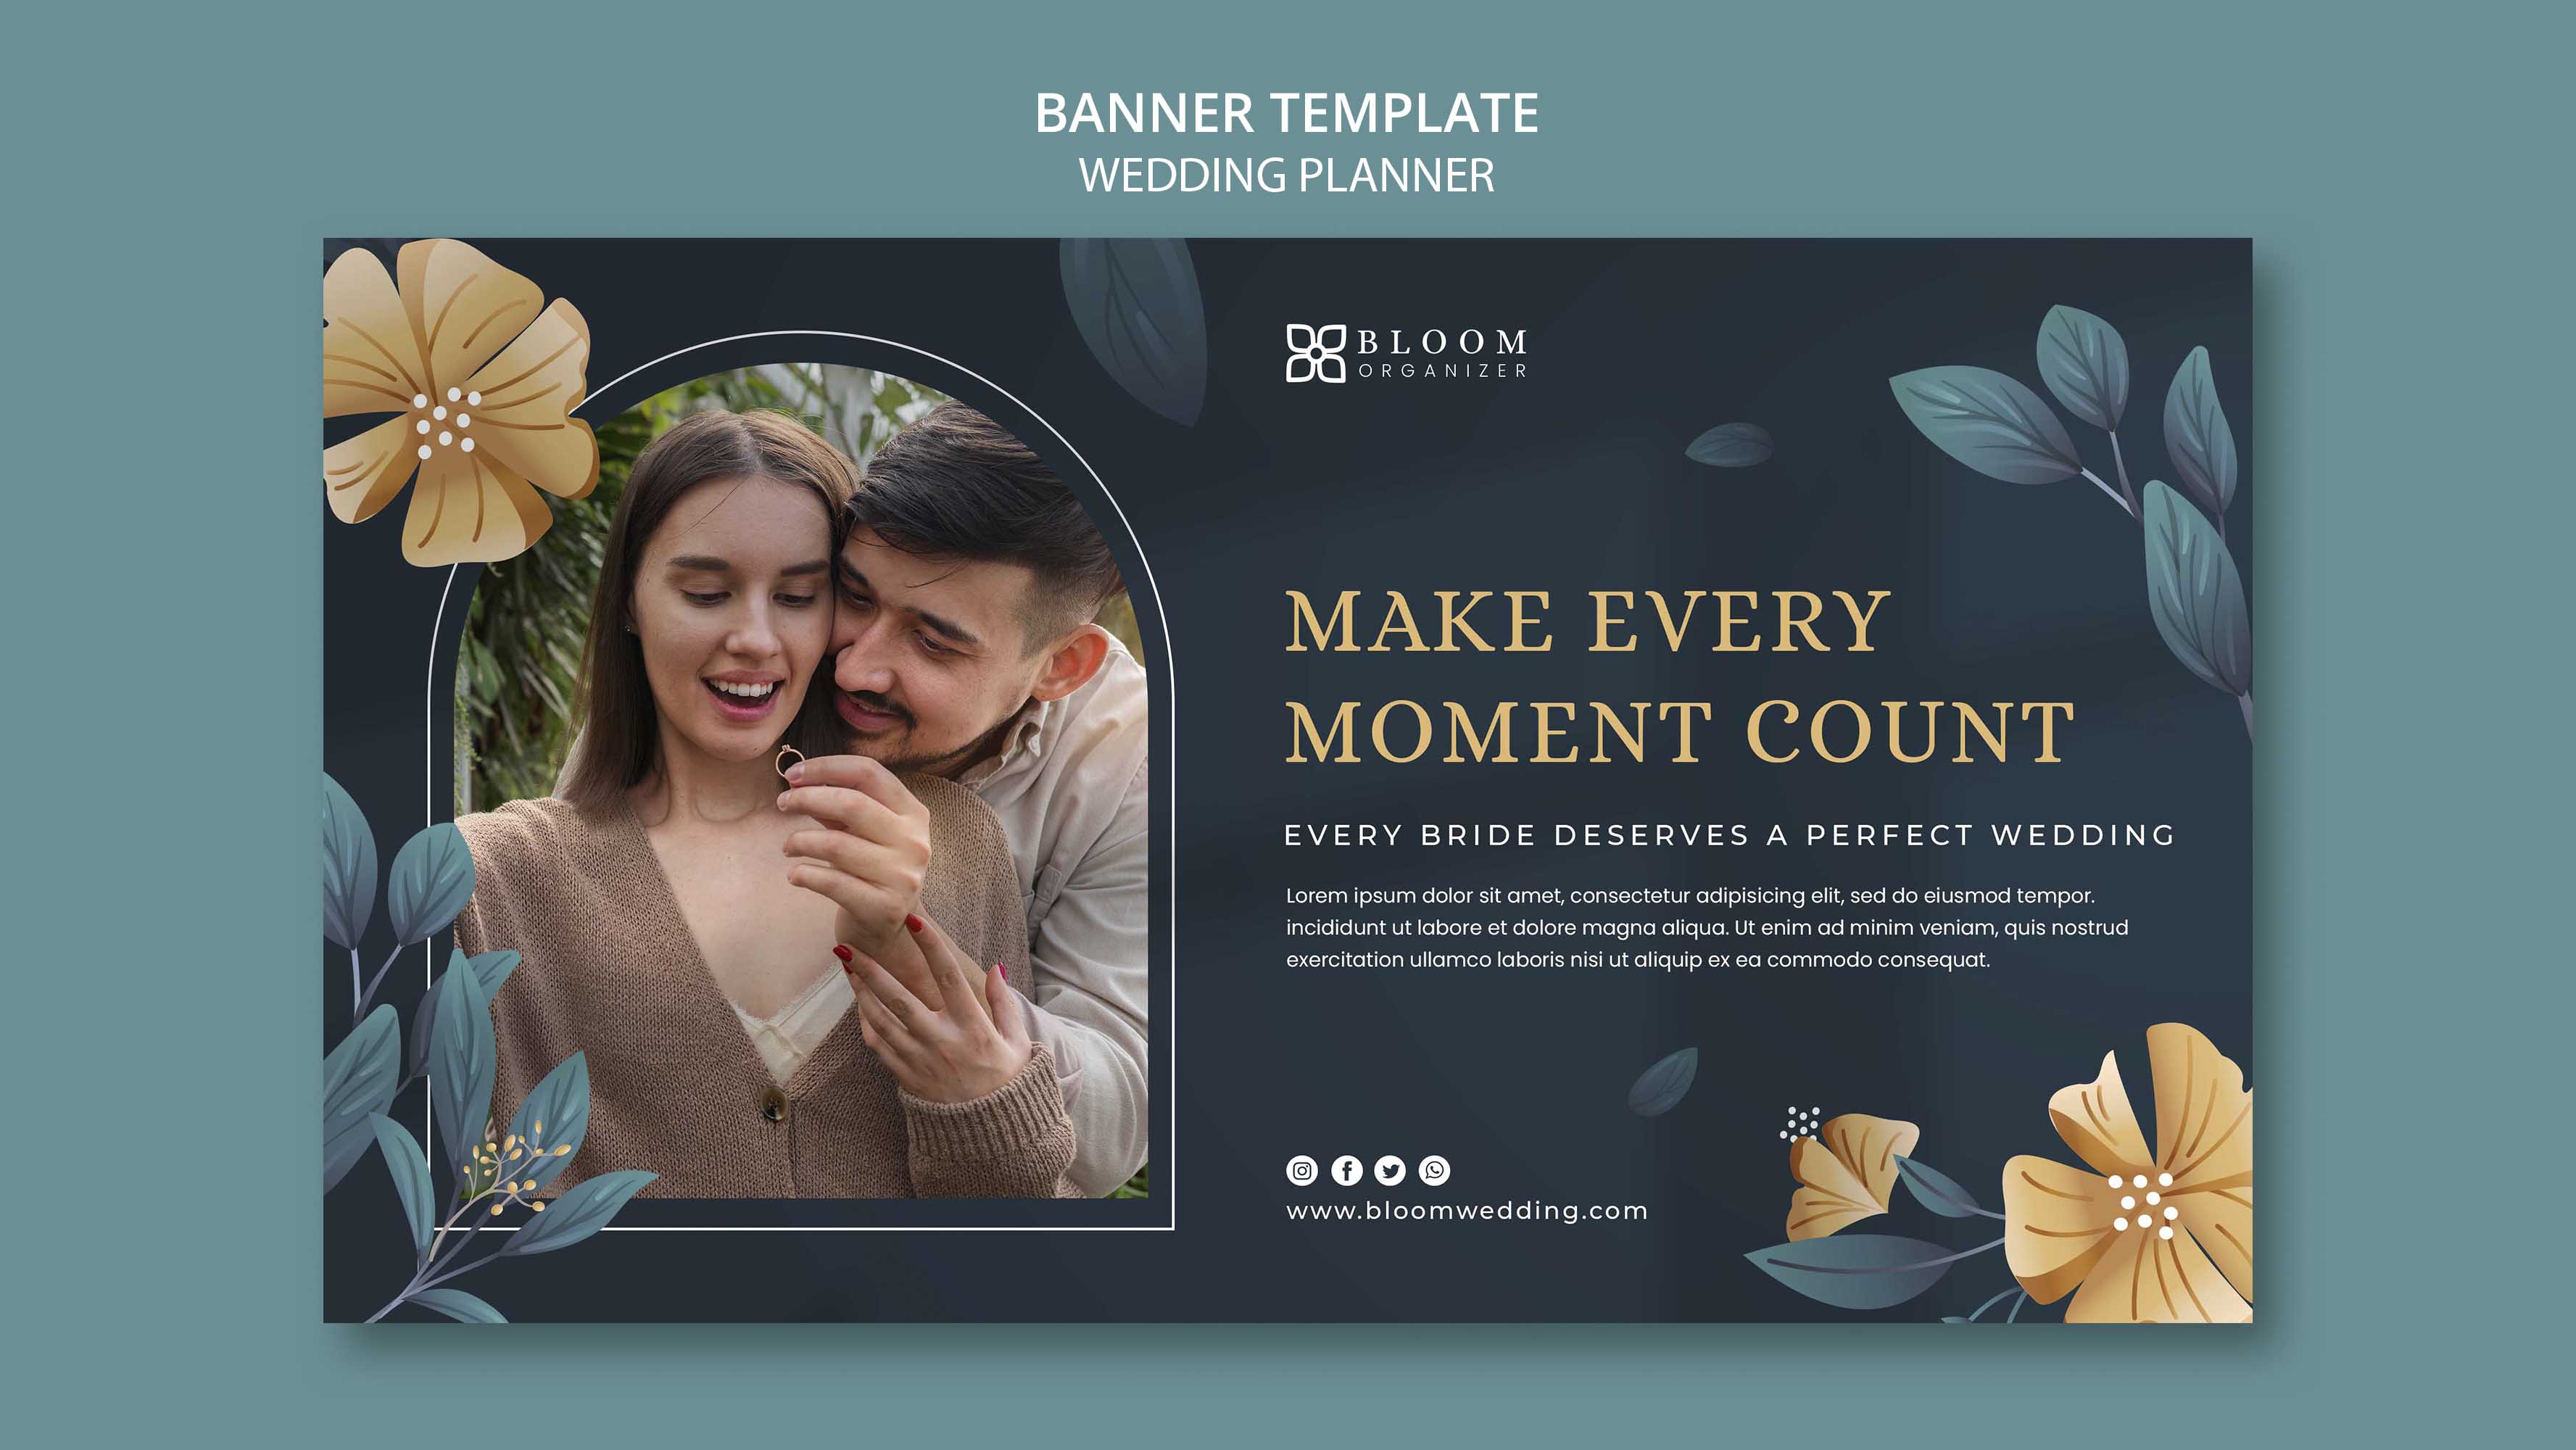 BANNER TEMPLATE
WEDDING PLANNER
BLOOM
ORGANIZER
MAKE EVERY
MOMENT COUNT
EVERY BRIDE DESERVES A PERFECT WEDDING
Lorem ipsum dolor sit amet, consectetur adipisicing elit, sed do eiusmod tempor.
incididunt ut labore et dolore magna aliqua. Ut enim ad minim veniam, quis nostrud
exercitation ullamco laboris nisi ut aliquip ex ea commodo consequat.
www.bloomwedding.com